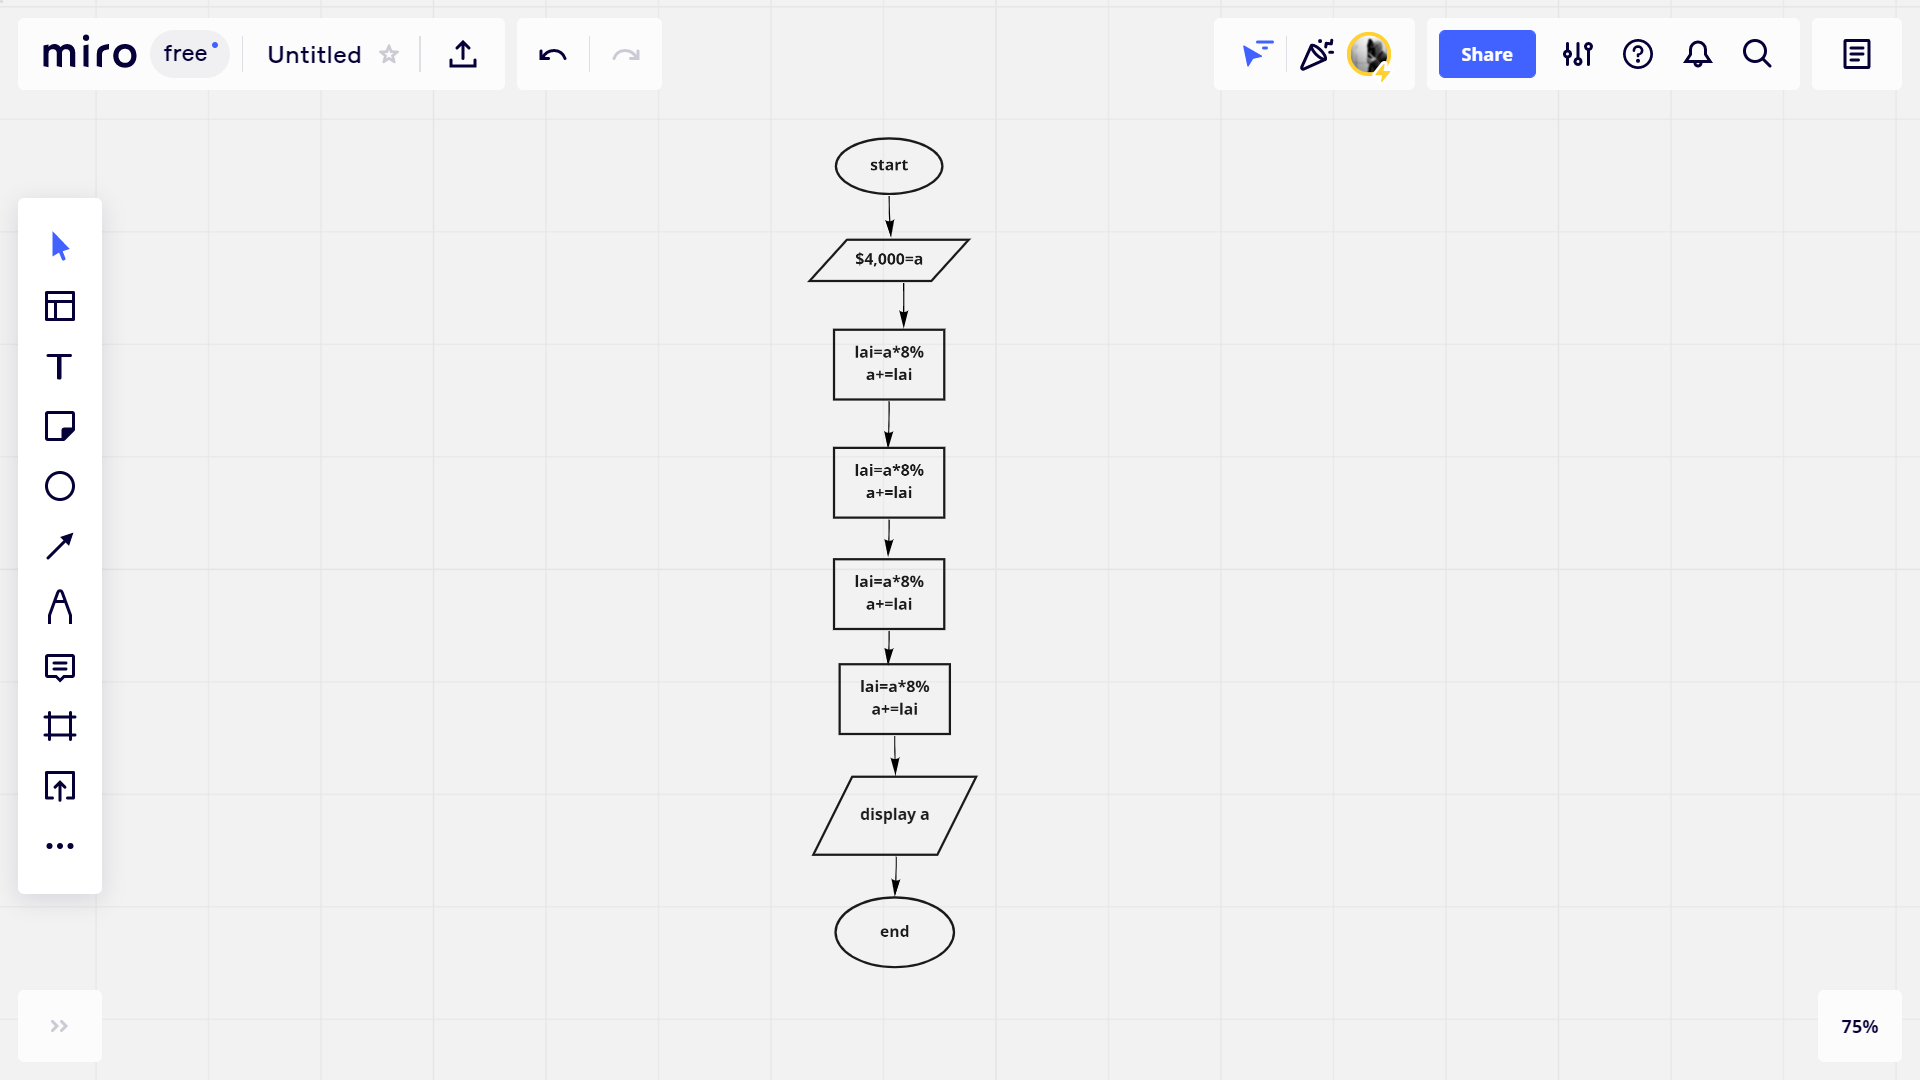 miro free Untitled
Share
start
$4,000=a
lai=a*8%
a+=lai
lai=a*8%
a+=lai
lai=a*8%
a+=lai
lai=a*8%
a+=lai
display a
end
75%